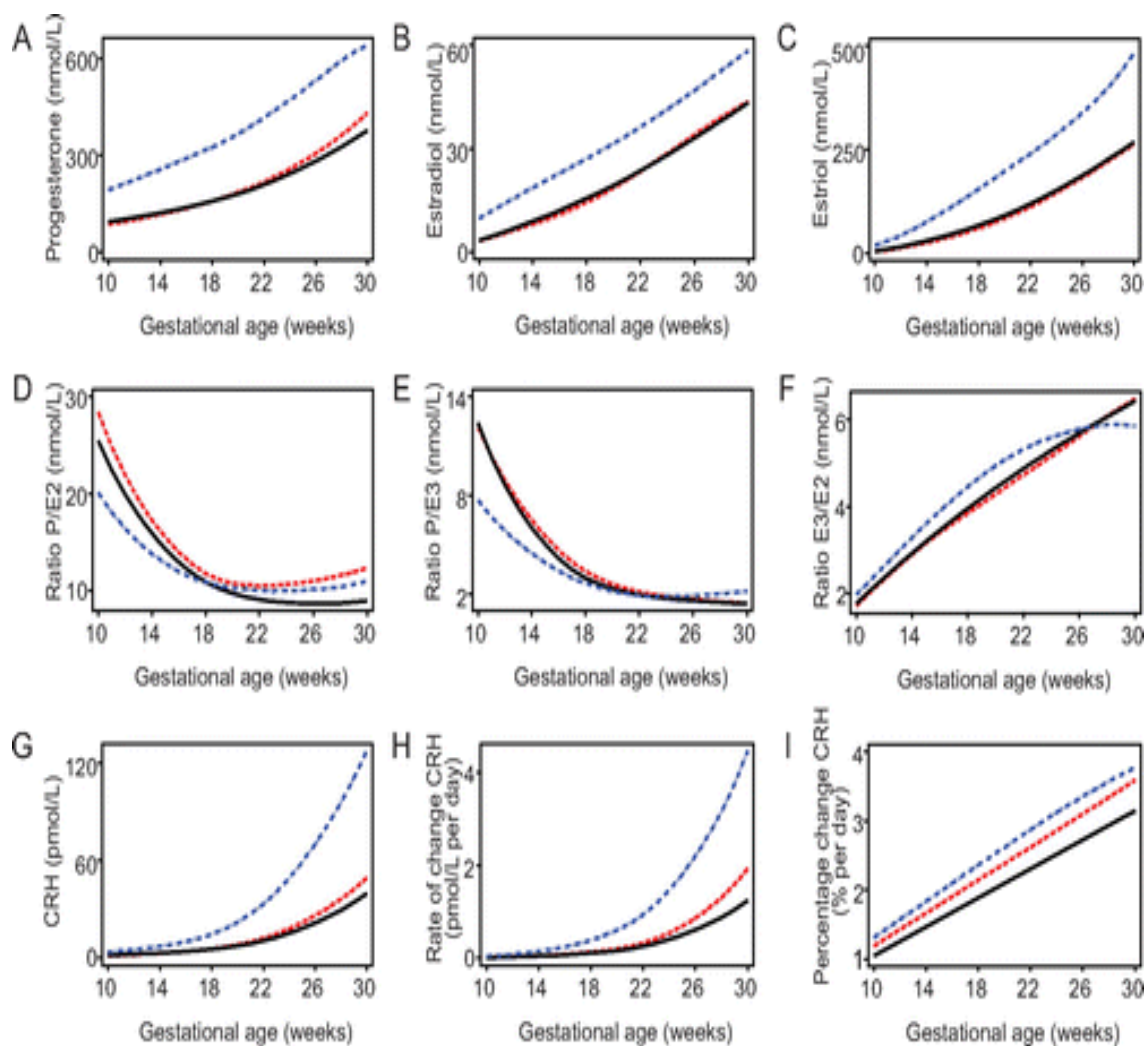 A
Progesterone (nmol/L)
600
300
0
10 14 18 22 26 30
Gestational age (weeks)
B
Estradiol (nmol/L)
60
30
0
10 14 18 22 26 30
Gestational age (weeks)
C
Estriol (nmol/L)
500
250
0
10 14 18 22 26 30
Gestational age (weeks)
D
Ratio P/E2 (nmol/L)
30
20
10
10 14 18 22 26 30
Gestational age (weeks)
E
Ratio P/E3 (nmol/L)
14
8
2
10 14 18 22 26 30
Gestational age (weeks)
F
Ratio E3/E2 (nmol/L)
6
4
2
10 14 18 22 26 30
Gestational age (weeks)
G
CRH (pmol/L)
120
60
0
10 14 18 22 26 30
Gestational age (weeks)
H
Rate of change CRH
(pmol/L per day)
4
2
0
10 14 18 22 26 30
Gestational age (weeks)
I
Percentage change CRH
(% per day)
4
3
2
1
10 14 18 22 26 30
Gestational age (weeks)